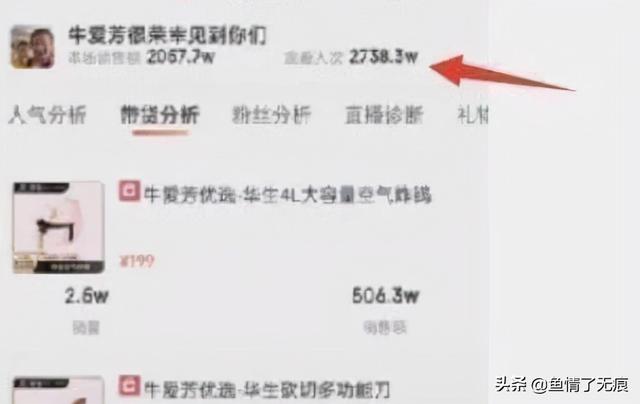 牛爱芳很荣幸见到你们
本场销售额 2067.7w 观看人次 2738.3w
人气分析 带货分析 粉丝分析 直播诊断 礼物
牛爱芳优选-华生4L大容量空气炸锅
¥199
2.5w 506.3w
销量 销售额
牛爱芳优选-华生砍切多功能刀
头条 @鱼情了无痕